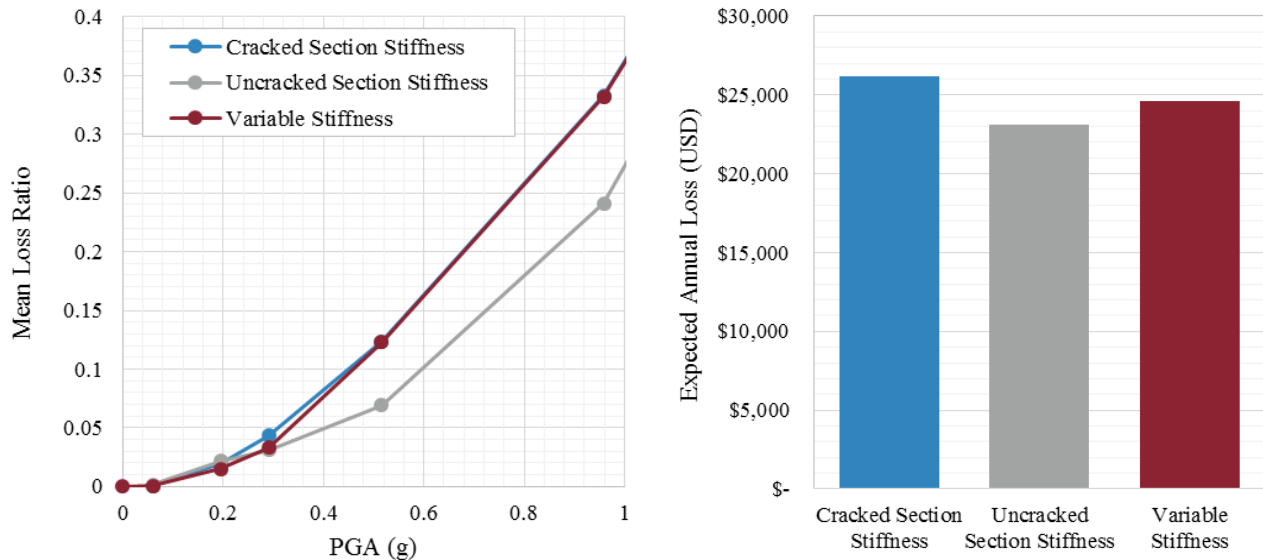 Mean Loss Ratio
0.4
0.35
0.3
0.25
0.2
0.15
0.1
0.05
0
Cracked Section Stiffness
Uncracked Section Stiffness
Variable Stiffness
0 0.2 0.4 0.6 0.8 1
PGA (g)
Expected Annual Loss (USD)
$30,000
$25,000
$20,000
$15,000
$10,000
$5,000
$-
Cracked Section
Stiffness
Uncracked
Section Stiffness
Variable
Stiffness